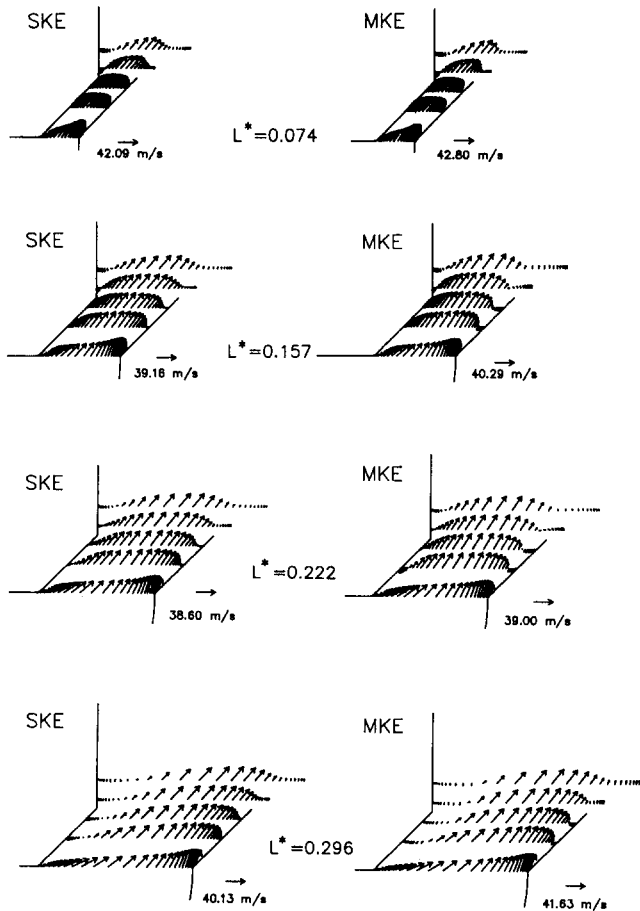 SKE MKE
L*=0.074
42.09 m/s 42.80 m/s
SKE MKE
L*=0.157
39.16 m/s 40.29 m/s
SKE MKE
L*=0.222
38.60 m/s 39.00 m/s
SKE MKE
L*=0.296
40.13 m/s 41.63 m/s